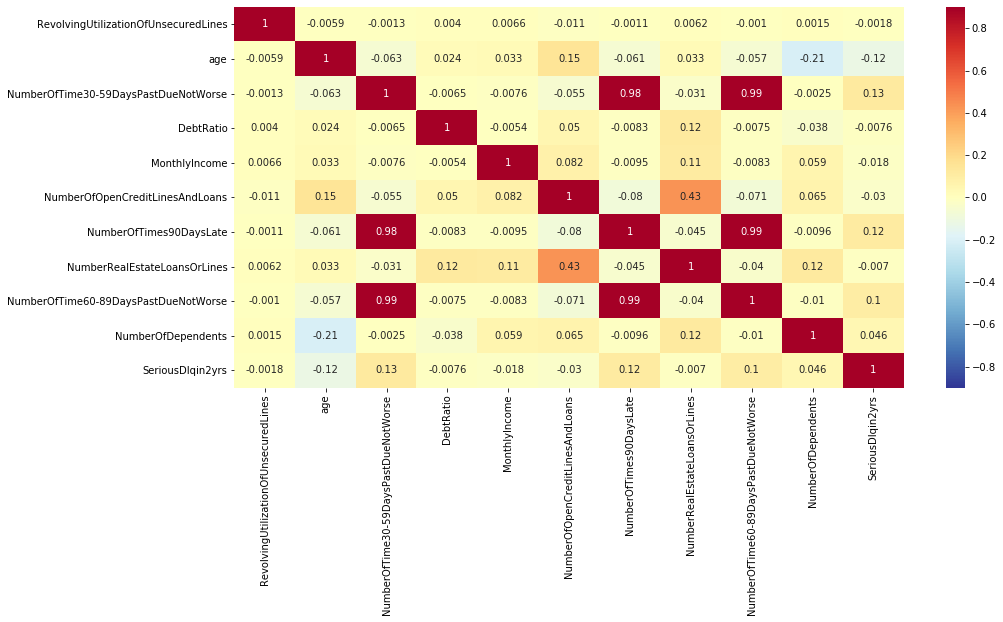 RevolvingUtilizationOfUnsecuredLines 1 -0.0059 -0.0013 0.004 0.0066 -0.011 -0.0011 0.0062 -0.001 0.0015 -0.0018
age -0.0059 1 -0.063 0.024 0.033 0.15 -0.061 0.033 -0.057 -0.21 -0.12
NumberOfTime30-59DaysPastDueNotWorse -0.0013 -0.063 1 -0.0065 -0.0076 -0.055 0.98 -0.031 0.99 -0.0025 0.13
DebtRatio 0.004 0.024 -0.0065 1 -0.0054 0.05 -0.0083 0.12 -0.0075 -0.038 -0.0076
MonthlyIncome 0.0066 0.033 -0.0076 -0.0054 1 0.082 -0.0095 0.11 -0.0083 0.059 -0.018
NumberOfOpenCreditLinesAndLoans -0.011 0.15 -0.055 0.05 0.082 1 -0.08 0.43 -0.071 0.065 -0.03
NumberOfTimes90DaysLate -0.0011 -0.061 0.98 -0.0083 -0.0095 -0.08 1 -0.045 0.99 -0.0096 0.12
NumberRealEstateLoansOrLines 0.0062 0.033 -0.031 0.12 0.11 0.43 -0.045 1 -0.04 0.12 -0.007
NumberOfTime60-89DaysPastDueNotWorse -0.001 -0.057 0.99 -0.0075 -0.0083 -0.071 0.99 -0.04 1 -0.01 0.1
NumberOfDependents 0.0015 -0.21 -0.0025 -0.038 0.059 0.065 -0.0096 0.12 -0.01 1 0.046
SeriousDlqin2yrs -0.0018 -0.12 0.13 -0.0076 -0.018 -0.03 0.12 -0.007 0.1 0.046 1
RevolvingUtilizationOfUnsecuredLines
age
NumberOfTime30-59DaysPastDueNotWorse
DebtRatio
MonthlyIncome
NumberOfOpenCreditLinesAndLoans
NumberOfTimes90DaysLate
NumberRealEstateLoansOrLines
NumberOfTime60-89DaysPastDueNotWorse
NumberOfDependents
SeriousDlqin2yrs
0.8
0.6
0.4
0.2
0.0
−0.2
−0.4
−0.6
−0.8